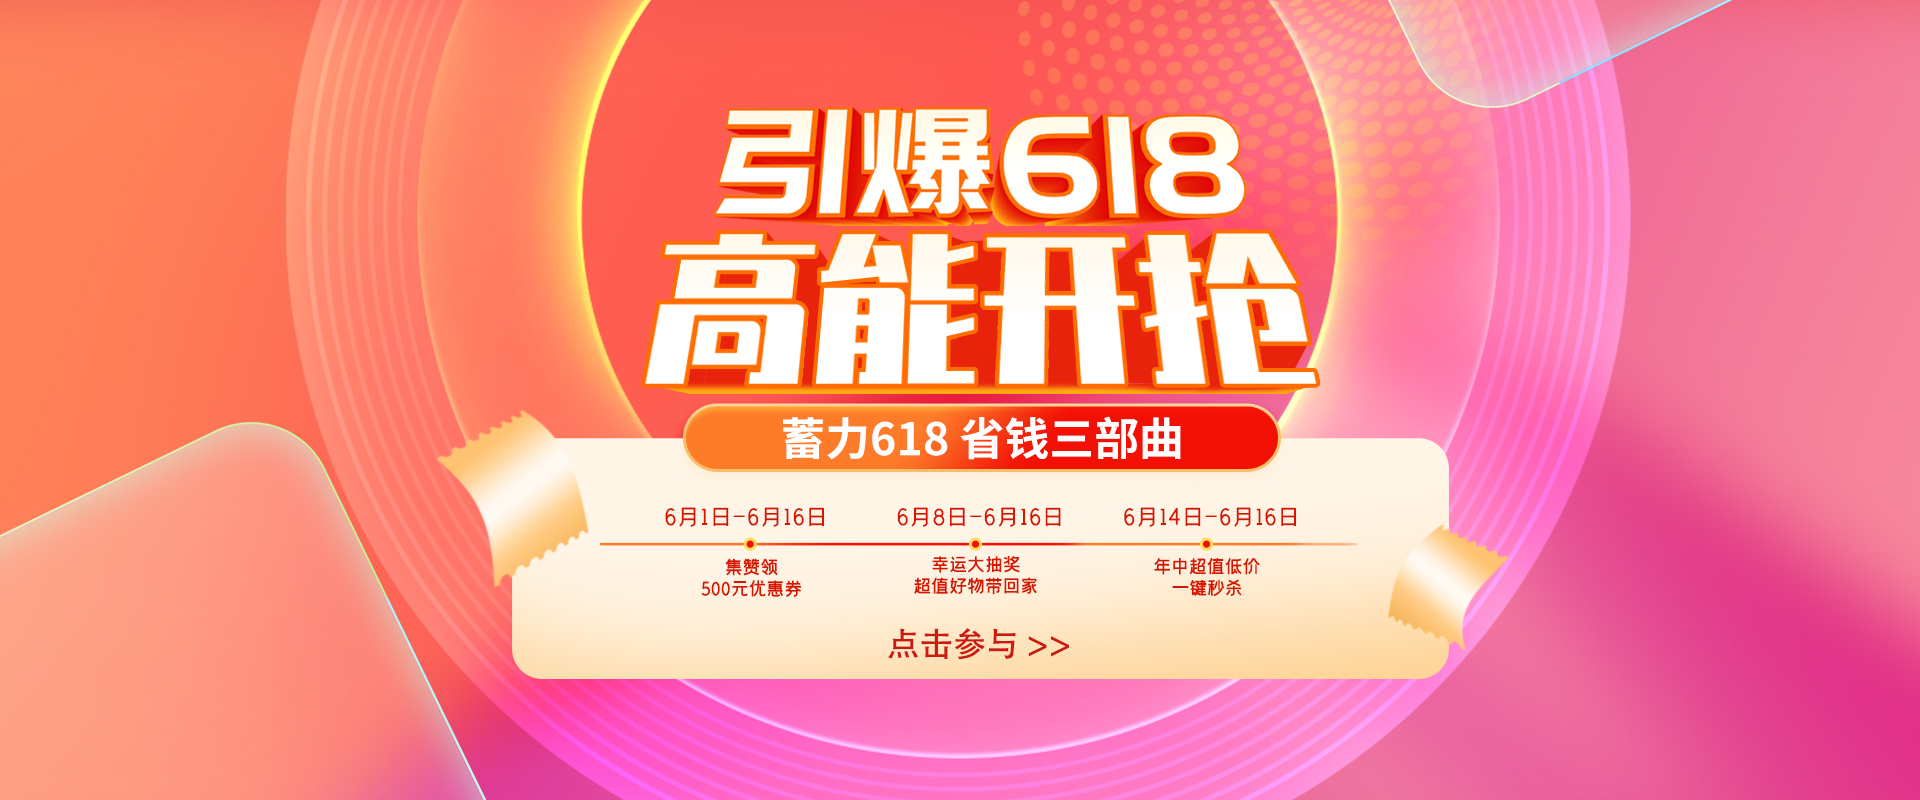 引爆618
高能开抢
蓄力618 省钱三部曲
6月1日-6月16日
集赞领
500元优惠券
6月8日-6月16日
幸运大抽奖
超值好物带回家
6月14日-6月16日
年中超值低价
一键秒杀
点击参与 >>